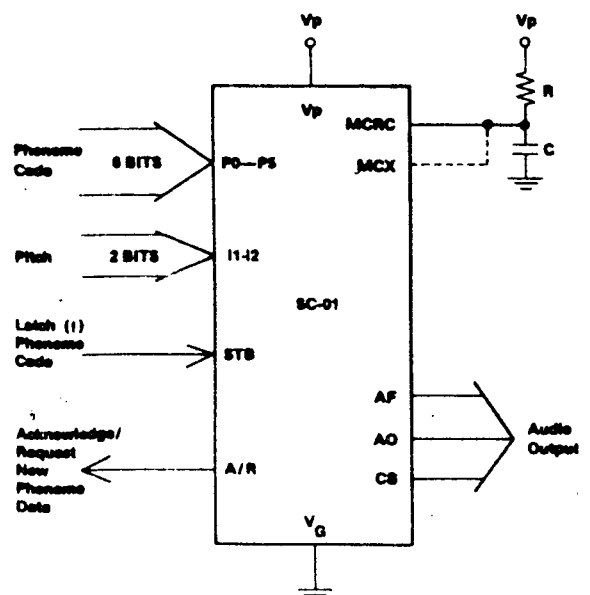 Vp
Vp
Vp
R
MCRC
C
MCX
Phoneme
Code
6 BITS
P0—P5
Pitch
2 BITS
I1-I2
SC-01
Latch (↑)
Phoneme
Code
STB
AF
AO
CB
Audio
Output
Acknowledge/
Request
New
Phoneme
Data
A/R
VG